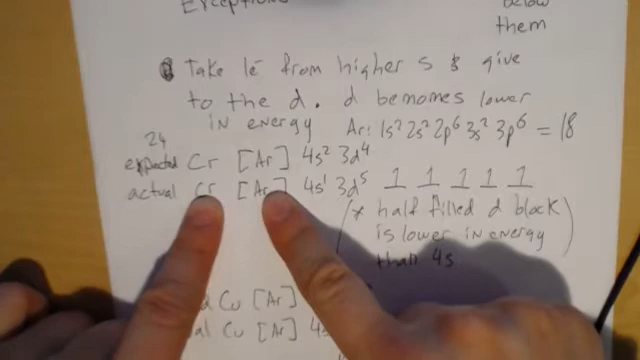 Exceptions below
them
Take 1e⁻ from higher s & give
to the d. d bemomes lower
in energy Ar: 1s² 2s² 2p⁶ 3s² 3p⁶ = 18
24
expected Cr [Ar] 4s² 3d⁴
actual Cr [Ar] 4s¹ 3d⁵ 1 1 1 1 1
(* half filled d block
is lower in energy
than 4s)
Cu [Ar]
Cu [Ar]